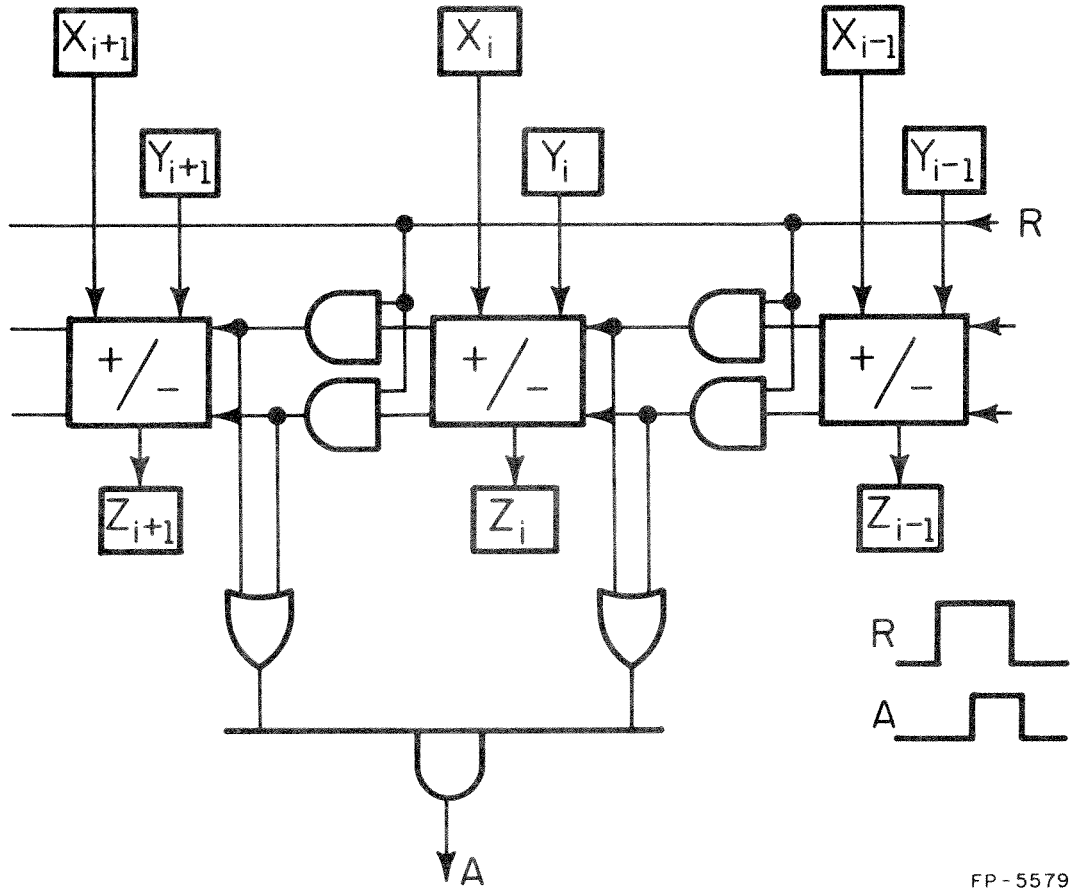 X_{i+1}
X_i
X_{i-1}
Y_{i+1}
Y_i
Y_{i-1}
R
+/-
+/-
+/-
Z_{i+1}
Z_i
Z_{i-1}
R
A
A
FP-5579